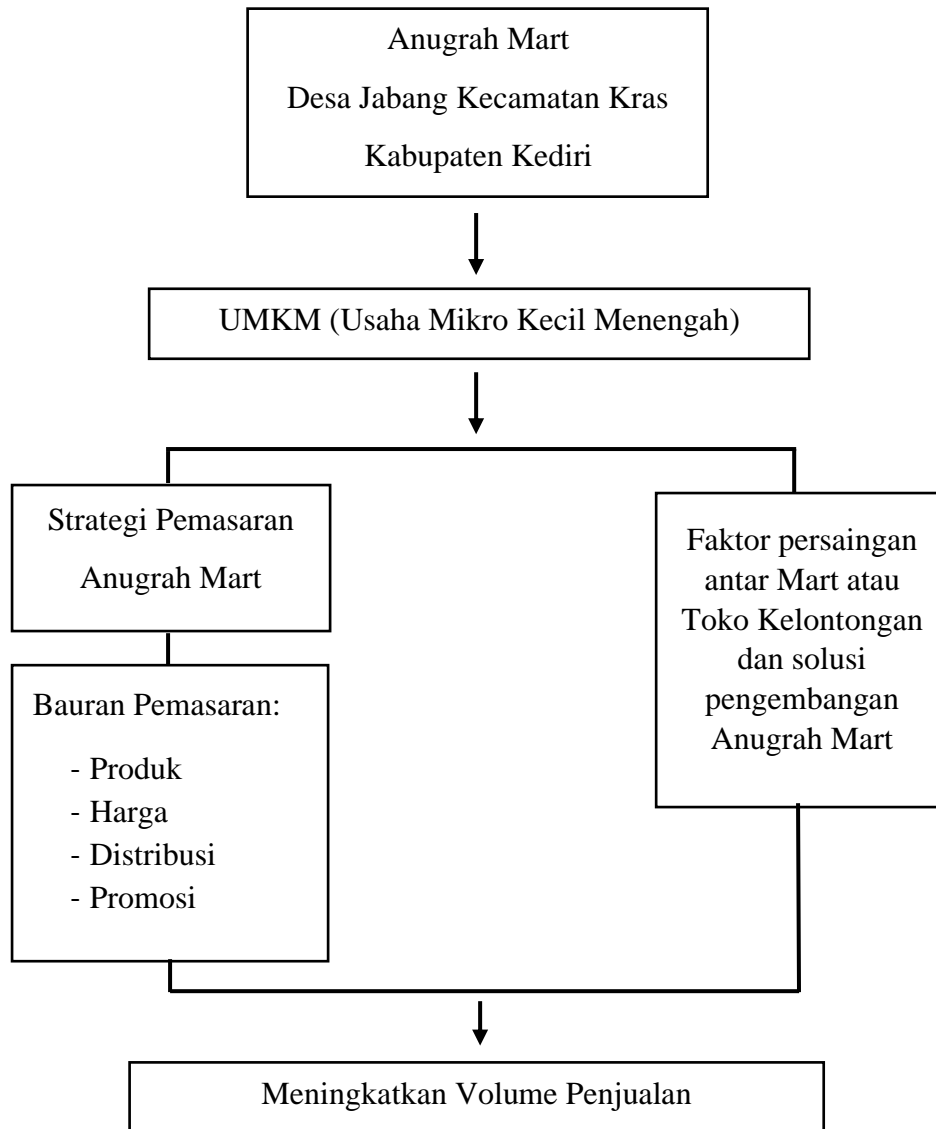 Anugrah Mart
Desa Jabang Kecamatan Kras
Kabupaten Kediri
UMKM (Usaha Mikro Kecil Menengah)
Strategi Pemasaran
Anugrah Mart
Bauran Pemasaran:
- Produk
- Harga
- Distribusi
- Promosi
Faktor persaingan
antar Mart atau
Toko Kelontongan
dan solusi
pengembangan
Anugrah Mart
Meningkatkan Volume Penjualan